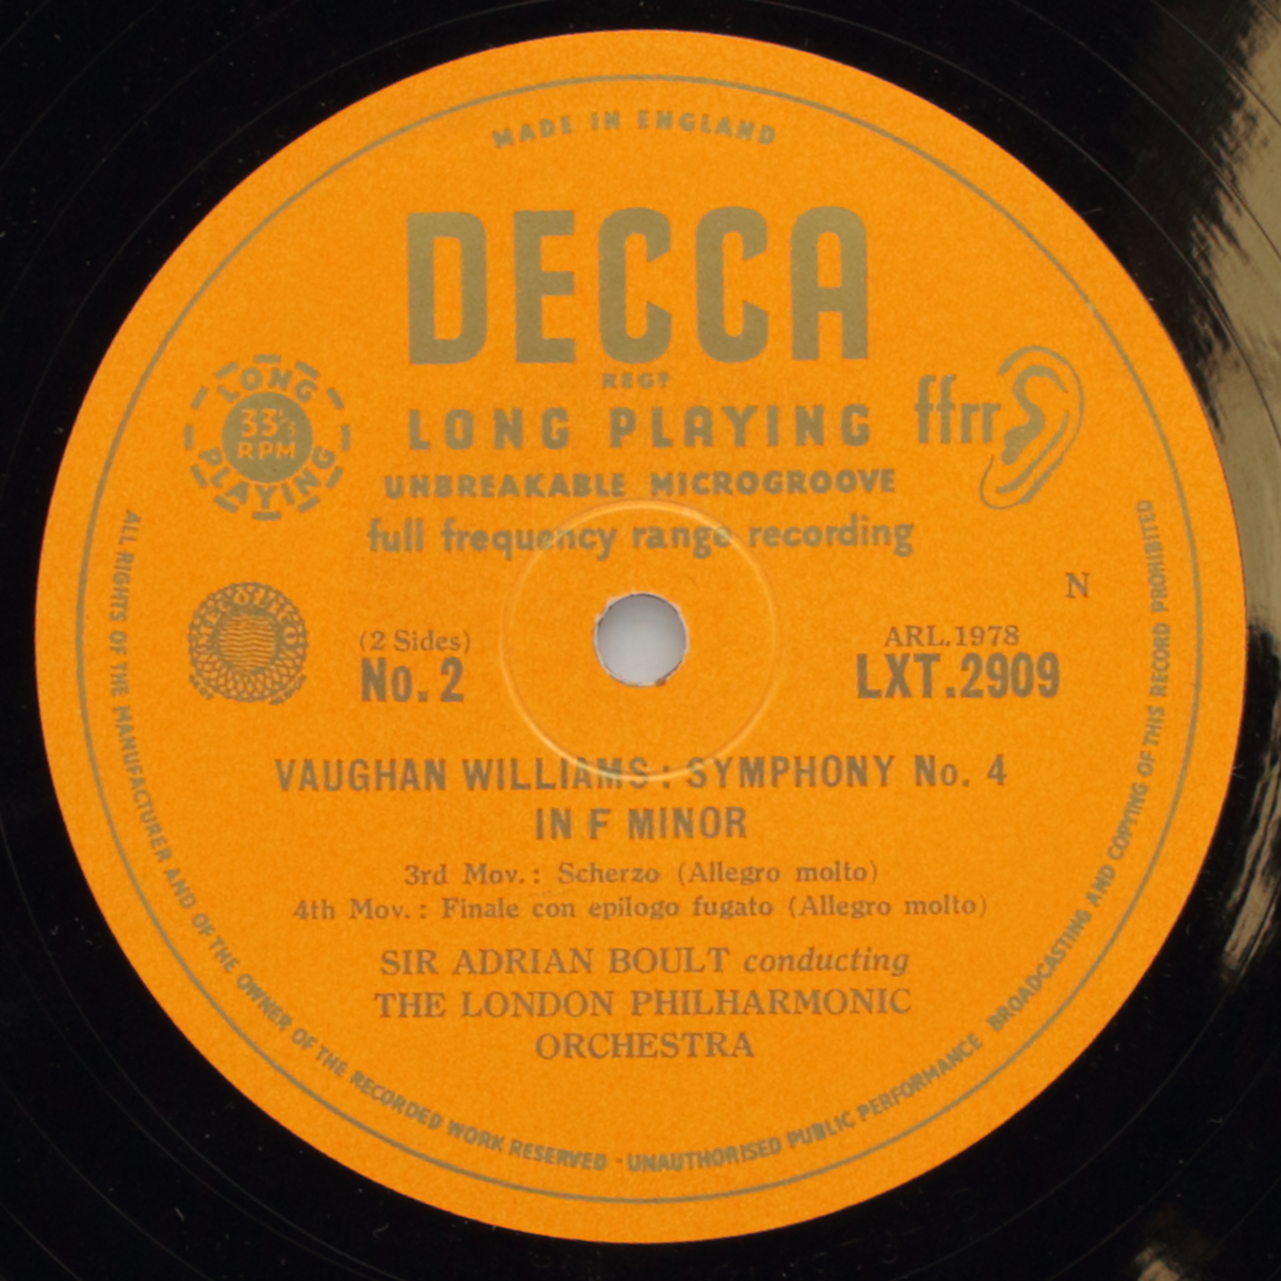 MADE IN ENGLAND
DECCA
REGD
LONG PLAYING
33⅓ RPM
LONG PLAYING
ffrr
UNBREAKABLE MICROGROOVE
full frequency range recording
N
MECOLICO
(2 Sides)
No. 2
ARL.1978
LXT.2909
VAUGHAN WILLIAMS : SYMPHONY No. 4
IN F MINOR
3rd Mov. : Scherzo (Allegro molto)
4th Mov. : Finale con epilogo fugato (Allegro molto)
SIR ADRIAN BOULT conducting
THE LONDON PHILHARMONIC
ORCHESTRA
ALL RIGHTS OF THE MANUFACTURER AND OF THE OWNER OF THE RECORDED WORK RESERVED · UNAUTHORISED PUBLIC PERFORMANCE BROADCASTING AND COPYING OF THIS RECORD PROHIBITED